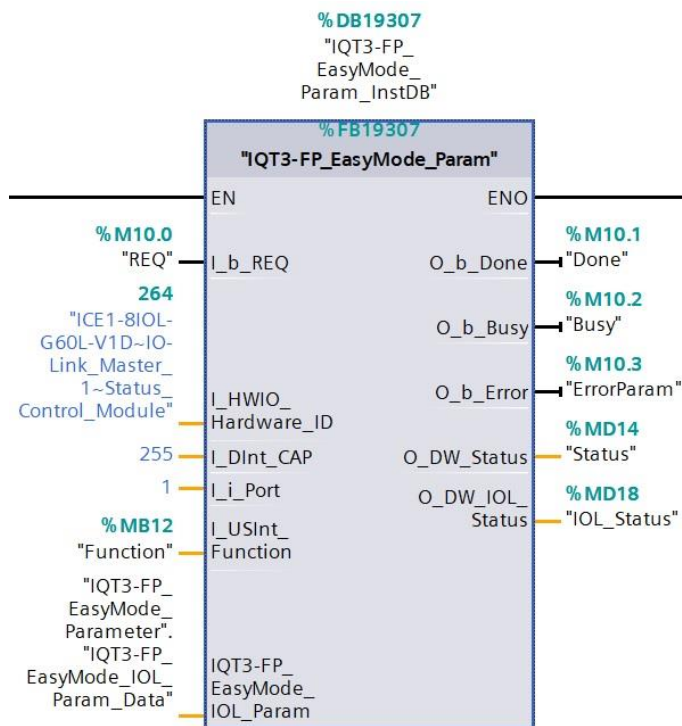 %DB19307
"IQT3-FP_
EasyMode_
Param_InstDB"
%FB19307
"IQT3-FP_EasyMode_Param"
EN
ENO
%M10.0
"REQ"
I_b_REQ
264
"ICE1-8IOL-
G60L-V1D~IO-
Link_Master_
1~Status_
Control_Module"
I_HWIO_
Hardware_ID
255
I_DInt_CAP
1
I_i_Port
%MB12
"Function"
I_USInt_
Function
"IQT3-FP_
EasyMode_
Parameter".
"IQT3-FP_
EasyMode_IOL_
Param_Data"
IQT3-FP_
EasyMode_
IOL_Param
O_b_Done
%M10.1
"Done"
O_b_Busy
%M10.2
"Busy"
O_b_Error
%M10.3
"ErrorParam"
O_DW_Status
%MD14
"Status"
O_DW_IOL_
Status
%MD18
"IOL_Status"